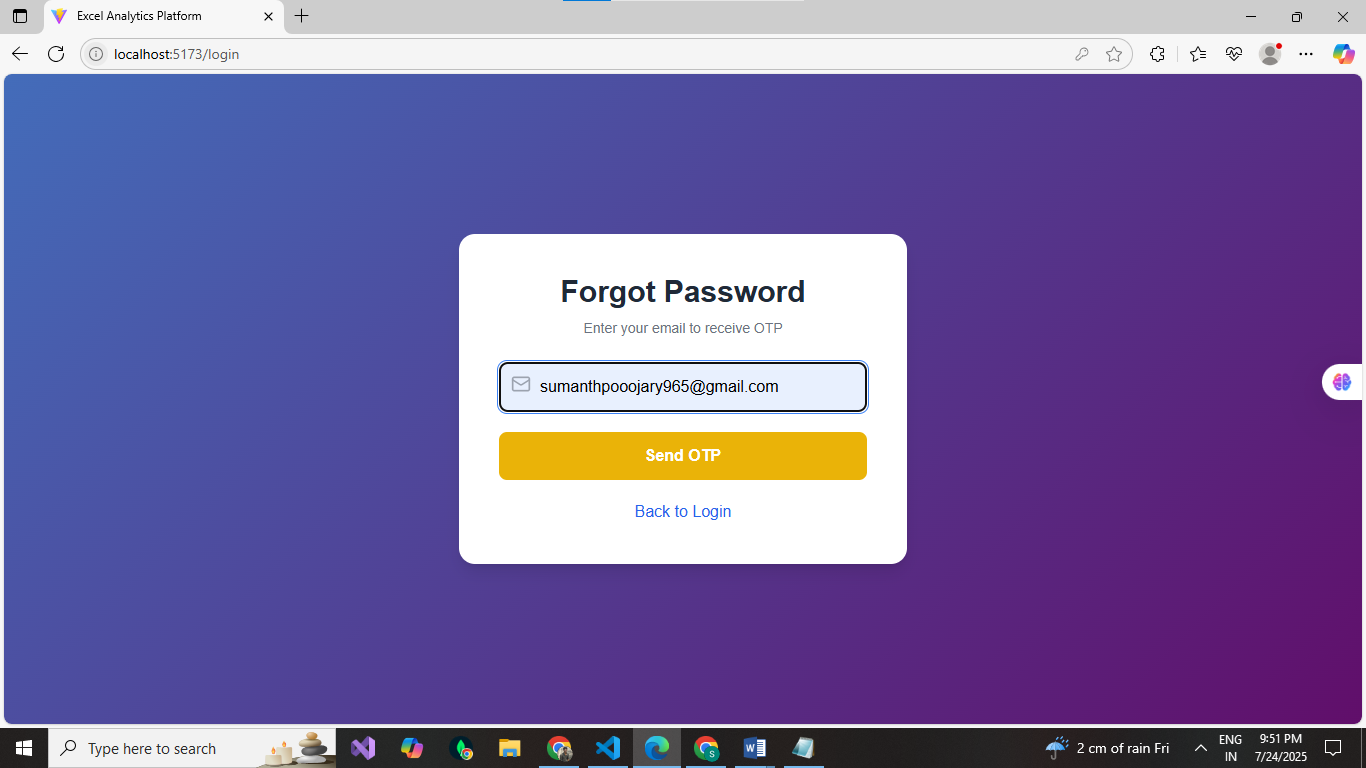 Excel Analytics Platform
localhost:5173/login
Forgot Password
Enter your email to receive OTP
sumanthpooojary965@gmail.com
Send OTP
Back to Login
Type here to search
2 cm of rain Fri
ENG
IN
9:51 PM
7/24/2025